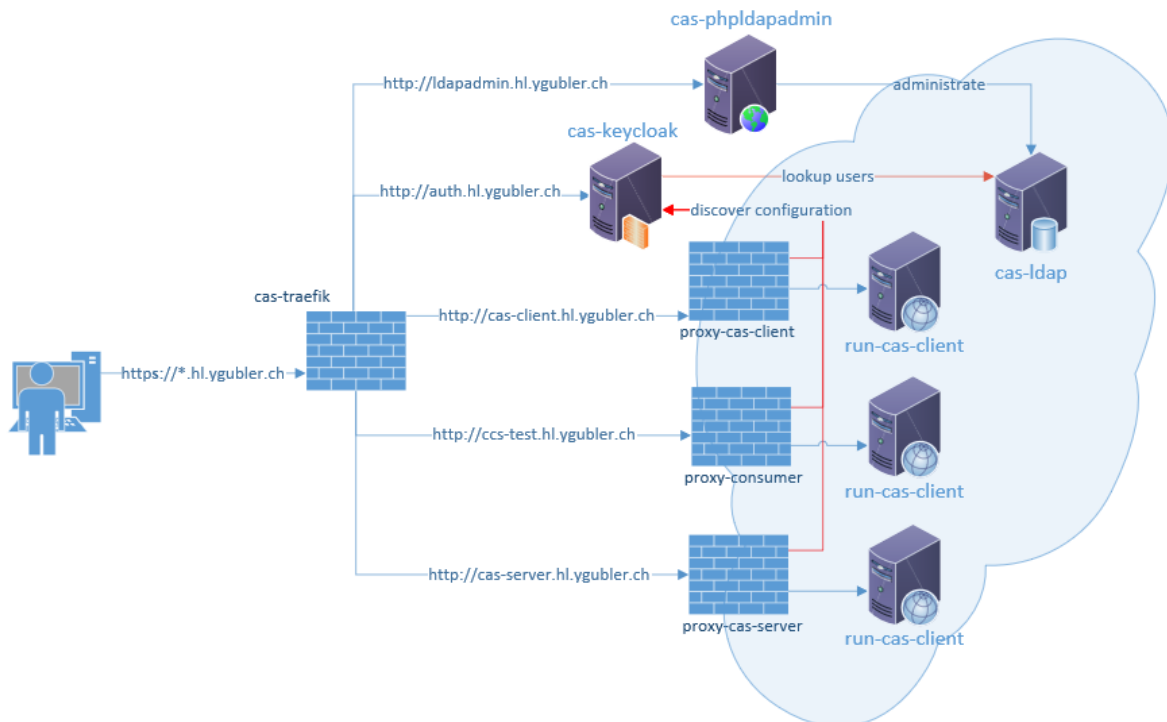 cas-phpldapadmin
http://ldapadmin.hl.ygubler.ch
administrate
cas-keycloak
lookup users
http://auth.hl.ygubler.ch
discover configuration
cas-ldap
cas-traefik
http://cas-client.hl.ygubler.ch
proxy-cas-client
run-cas-client
https://*.hl.ygubler.ch
http://ccs-test.hl.ygubler.ch
proxy-consumer
run-cas-client
http://cas-server.hl.ygubler.ch
proxy-cas-server
run-cas-client